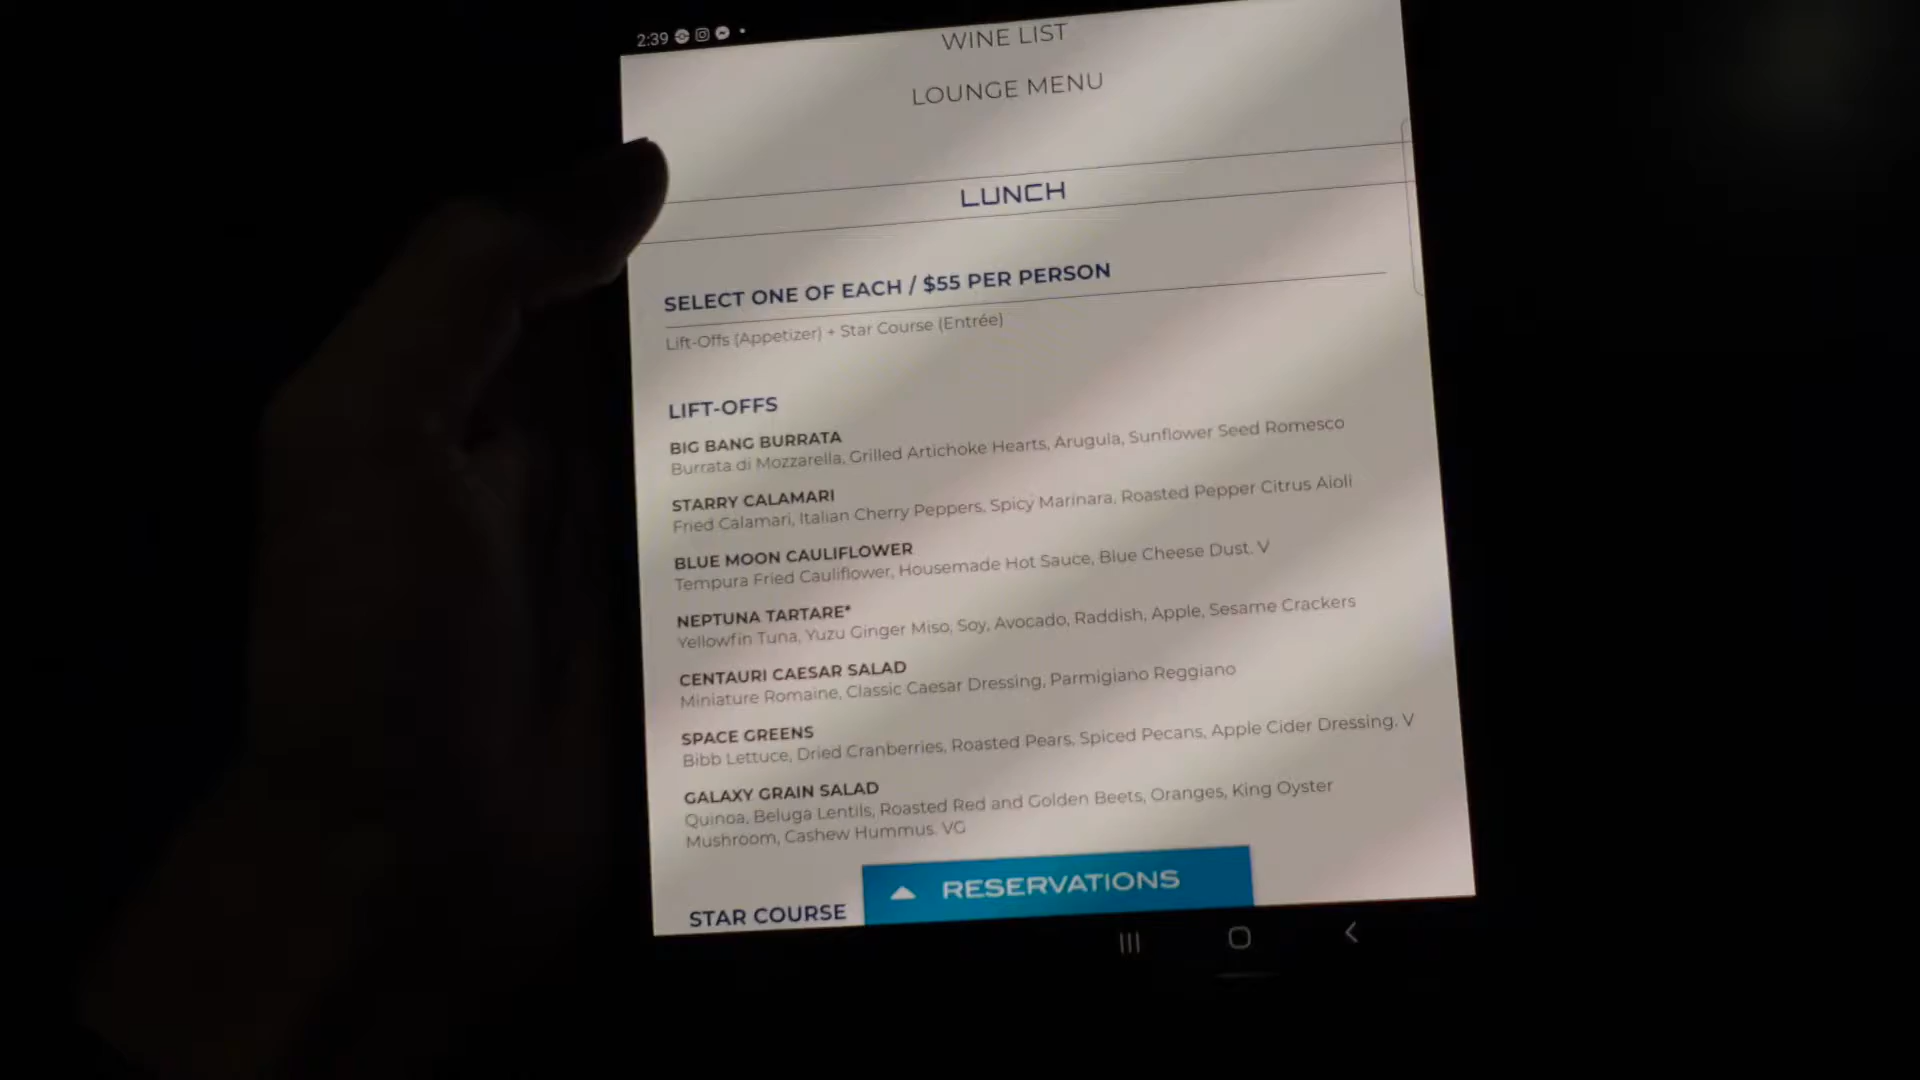 2:39
WINE LIST
LOUNGE MENU
LUNCH
SELECT ONE OF EACH / $55 PER PERSON
Lift-Offs (Appetizer) + Star Course (Entrée)
LIFT-OFFS
BIG BANG BURRATA
Burrata di Mozzarella, Grilled Artichoke Hearts, Arugula, Sunflower Seed Romesco
STARRY CALAMARI
Fried Calamari, Italian Cherry Peppers, Spicy Marinara, Roasted Pepper Citrus Aioli
BLUE MOON CAULIFLOWER
Tempura Fried Cauliflower, Housemade Hot Sauce, Blue Cheese Dust. V
NEPTUNA TARTARE*
Yellowfin Tuna, Yuzu Ginger Miso, Soy, Avocado, Raddish, Apple, Sesame Crackers
CENTAURI CAESAR SALAD
Miniature Romaine, Classic Caesar Dressing, Parmigiano Reggiano
SPACE GREENS
Bibb Lettuce, Dried Cranberries, Roasted Pears, Spiced Pecans, Apple Cider Dressing. V
GALAXY GRAIN SALAD
Quinoa, Beluga Lentils, Roasted Red and Golden Beets, Oranges, King Oyster
Mushroom, Cashew Hummus. VG
RESERVATIONS
STAR COURSE